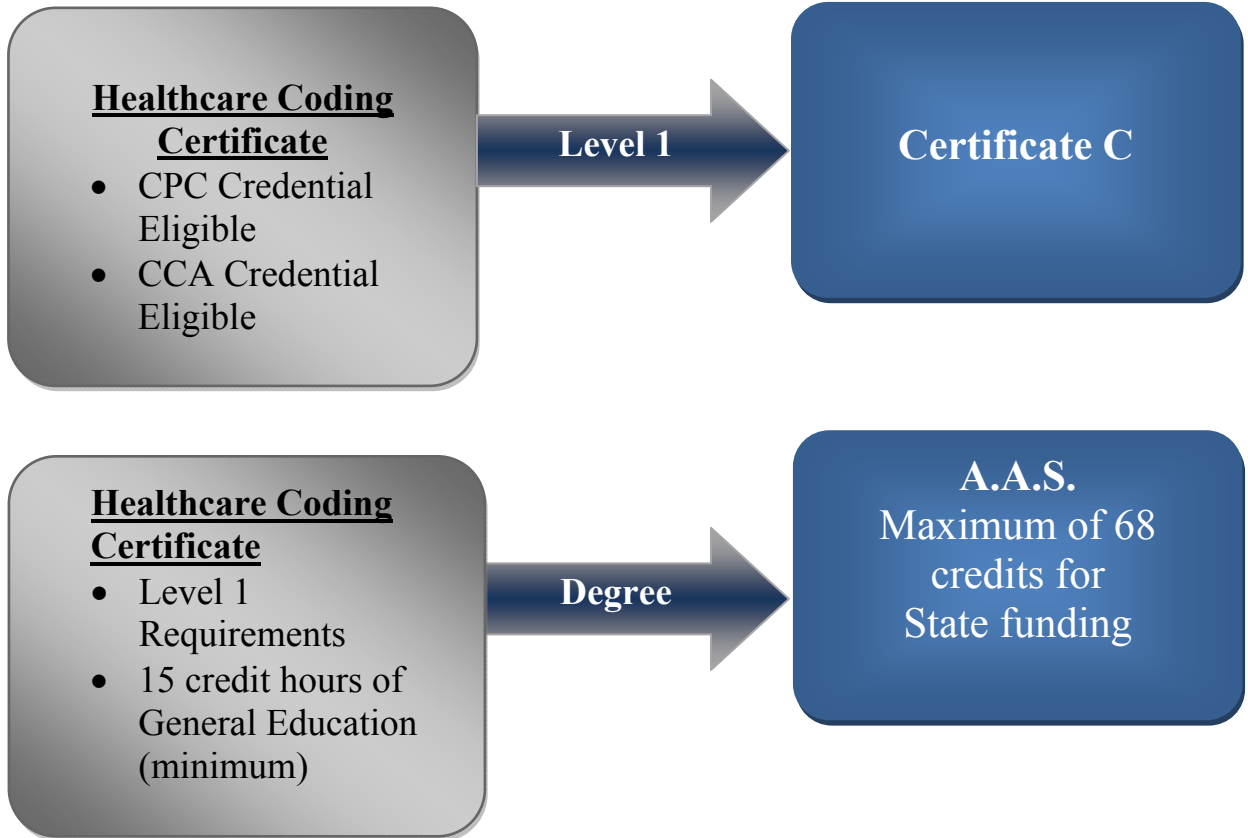 Healthcare Coding
Certificate
• CPC Credential
Eligible
• CCA Credential
Eligible
Level 1
Certificate C
Healthcare Coding
Certificate
• Level 1
Requirements
• 15 credit hours of
General Education
(minimum)
Degree
A.A.S.
Maximum of 68
credits for
State funding